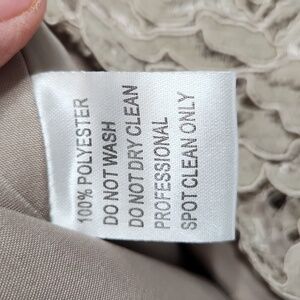 100% POLYESTER
DO NOT WASH
DO NOT DRY CLEAN
PROFESSIONAL
SPOT CLEAN ONLY